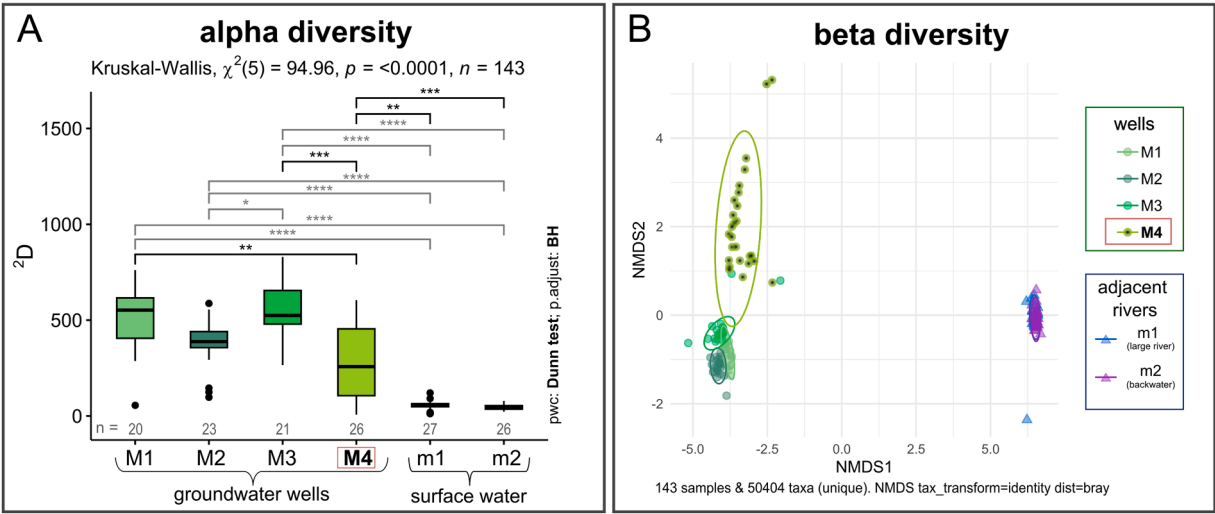 A
alpha diversity
Kruskal-Wallis, χ²(5) = 94.96, p = <0.0001, n = 143
***
**
****
****
***
****
****
*
****
****
**
1500
1000
500
0
²D
n = 20 23 21 26 27 26
M1 M2 M3 M4 m1 m2
groundwater wells
surface water
pwc: Dunn test; p.adjust: BH
B
beta diversity
4
2
0
-2
NMDS2
-5.0 -2.5 0.0 2.5 5.0
NMDS1
143 samples & 50404 taxa (unique). NMDS tax_transform=identity dist=bray
wells
M1
M2
M3
M4
adjacent
rivers
m1
(large river)
m2
(backwater)